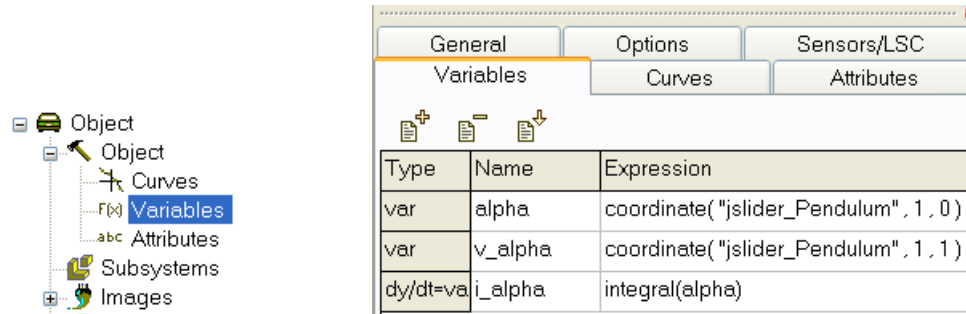 Object
Object
Curves
F(x) Variables
abc Attributes
Subsystems
Images
General Options Sensors/LSC
Variables Curves Attributes
Type Name Expression
var alpha coordinate("jslider_Pendulum",1,0)
var v_alpha coordinate("jslider_Pendulum",1,1)
dy/dt=va i_alpha integral(alpha)